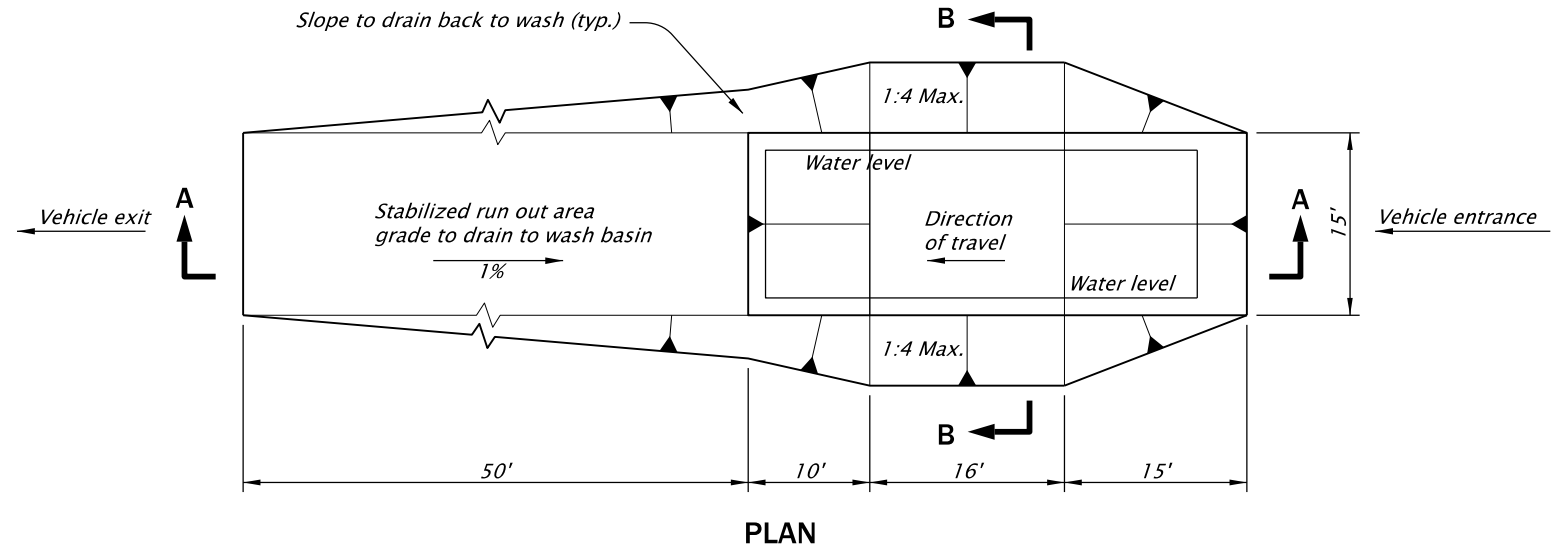 Slope to drain back to wash (typ.)
B
1:4 Max.
Water level
A
Vehicle exit
Stabilized run out area
grade to drain to wash basin
1%
Direction
of travel
A
15'
Vehicle entrance
Water level
1:4 Max.
B
50'
10'
16'
15'
PLAN